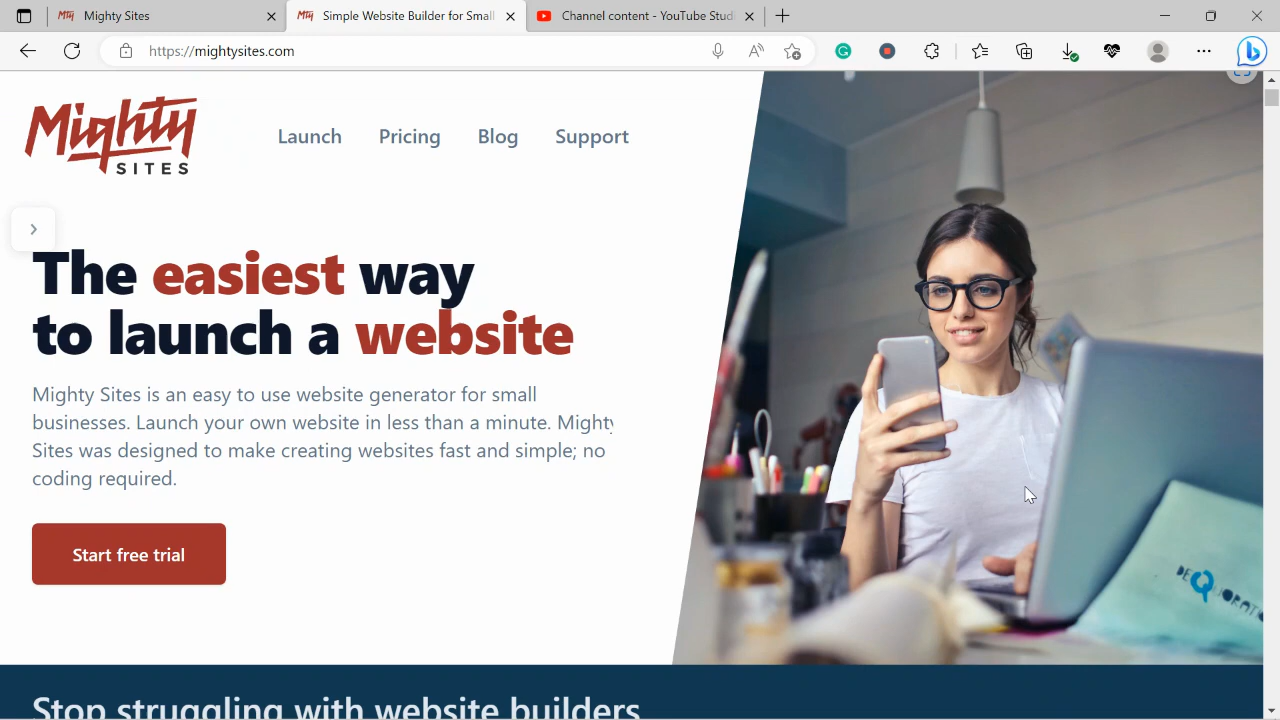 Mighty Sites
Simple Website Builder for Small
Channel content - YouTube Studi
https://mightysites.com
Mighty
SITES
Launch
Pricing
Blog
Support
The easiest way
to launch a website
Mighty Sites is an easy to use website generator for small
businesses. Launch your own website in less than a minute. Mighty
Sites was designed to make creating websites fast and simple; no
coding required.
Start free trial
Stop struggling with website builders